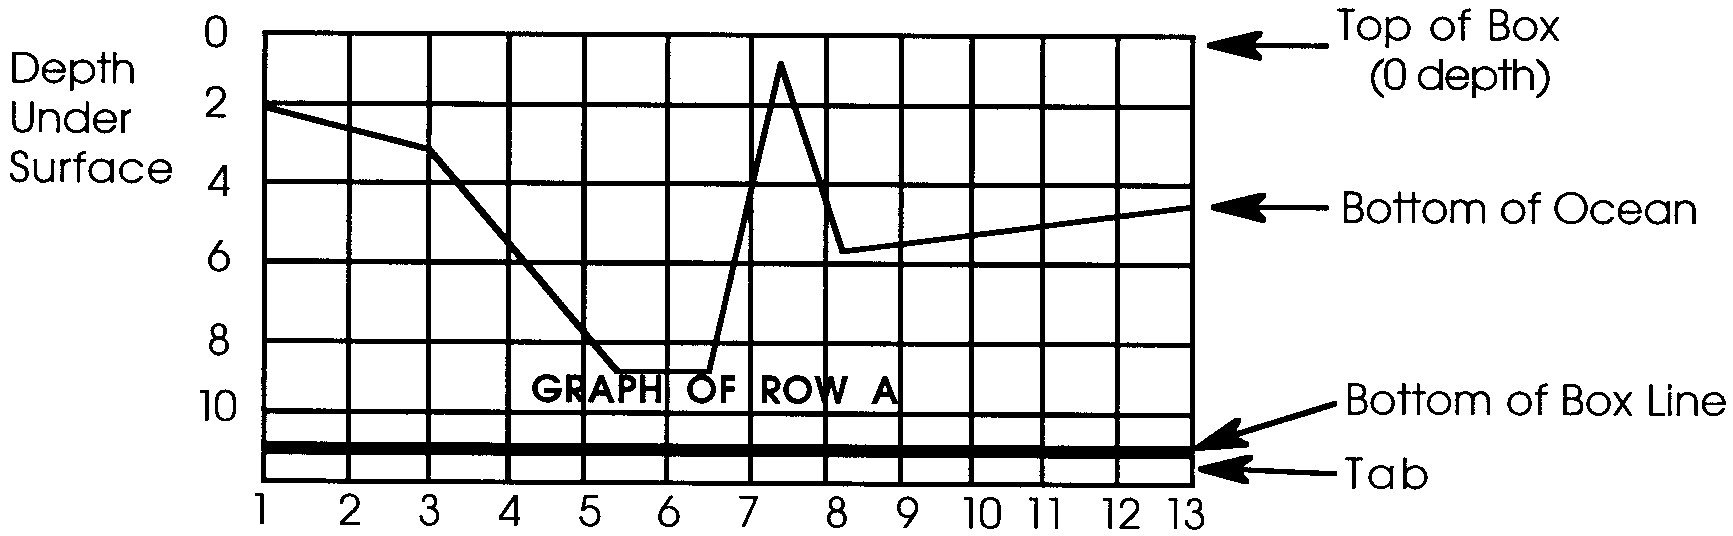 Depth
Under
Surface
0
2
4
6
8
10
GRAPH OF ROW A
1 2 3 4 5 6 7 8 9 10 11 12 13
Top of Box
(0 depth)
Bottom of Ocean
Bottom of Box Line
Tab